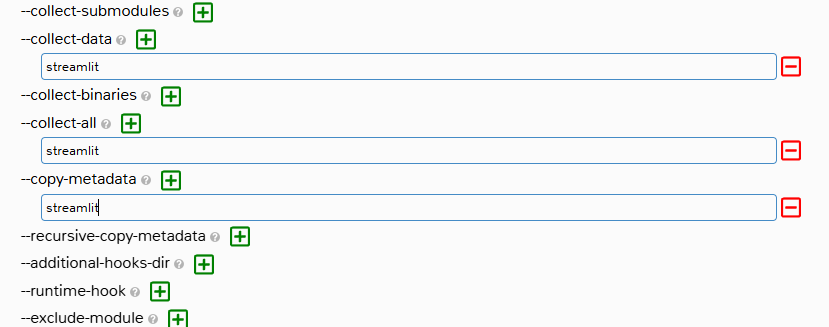 --collect-submodules ?
--collect-data ?
streamlit
--collect-binaries ?
--collect-all ?
streamlit
--copy-metadata ?
streamlit
--recursive-copy-metadata ?
--additional-hooks-dir ?
--runtime-hook ?
--exclude-module ?